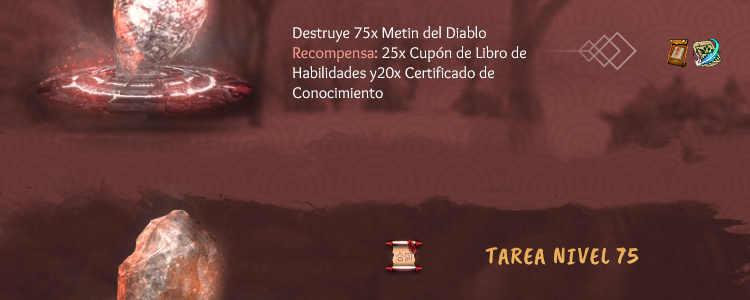 Destruye 75x Metin del Diablo
Recompensa: 25x Cupón de Libro de
Habilidades y20x Certificado de
Conocimiento
TAREA NIVEL 75